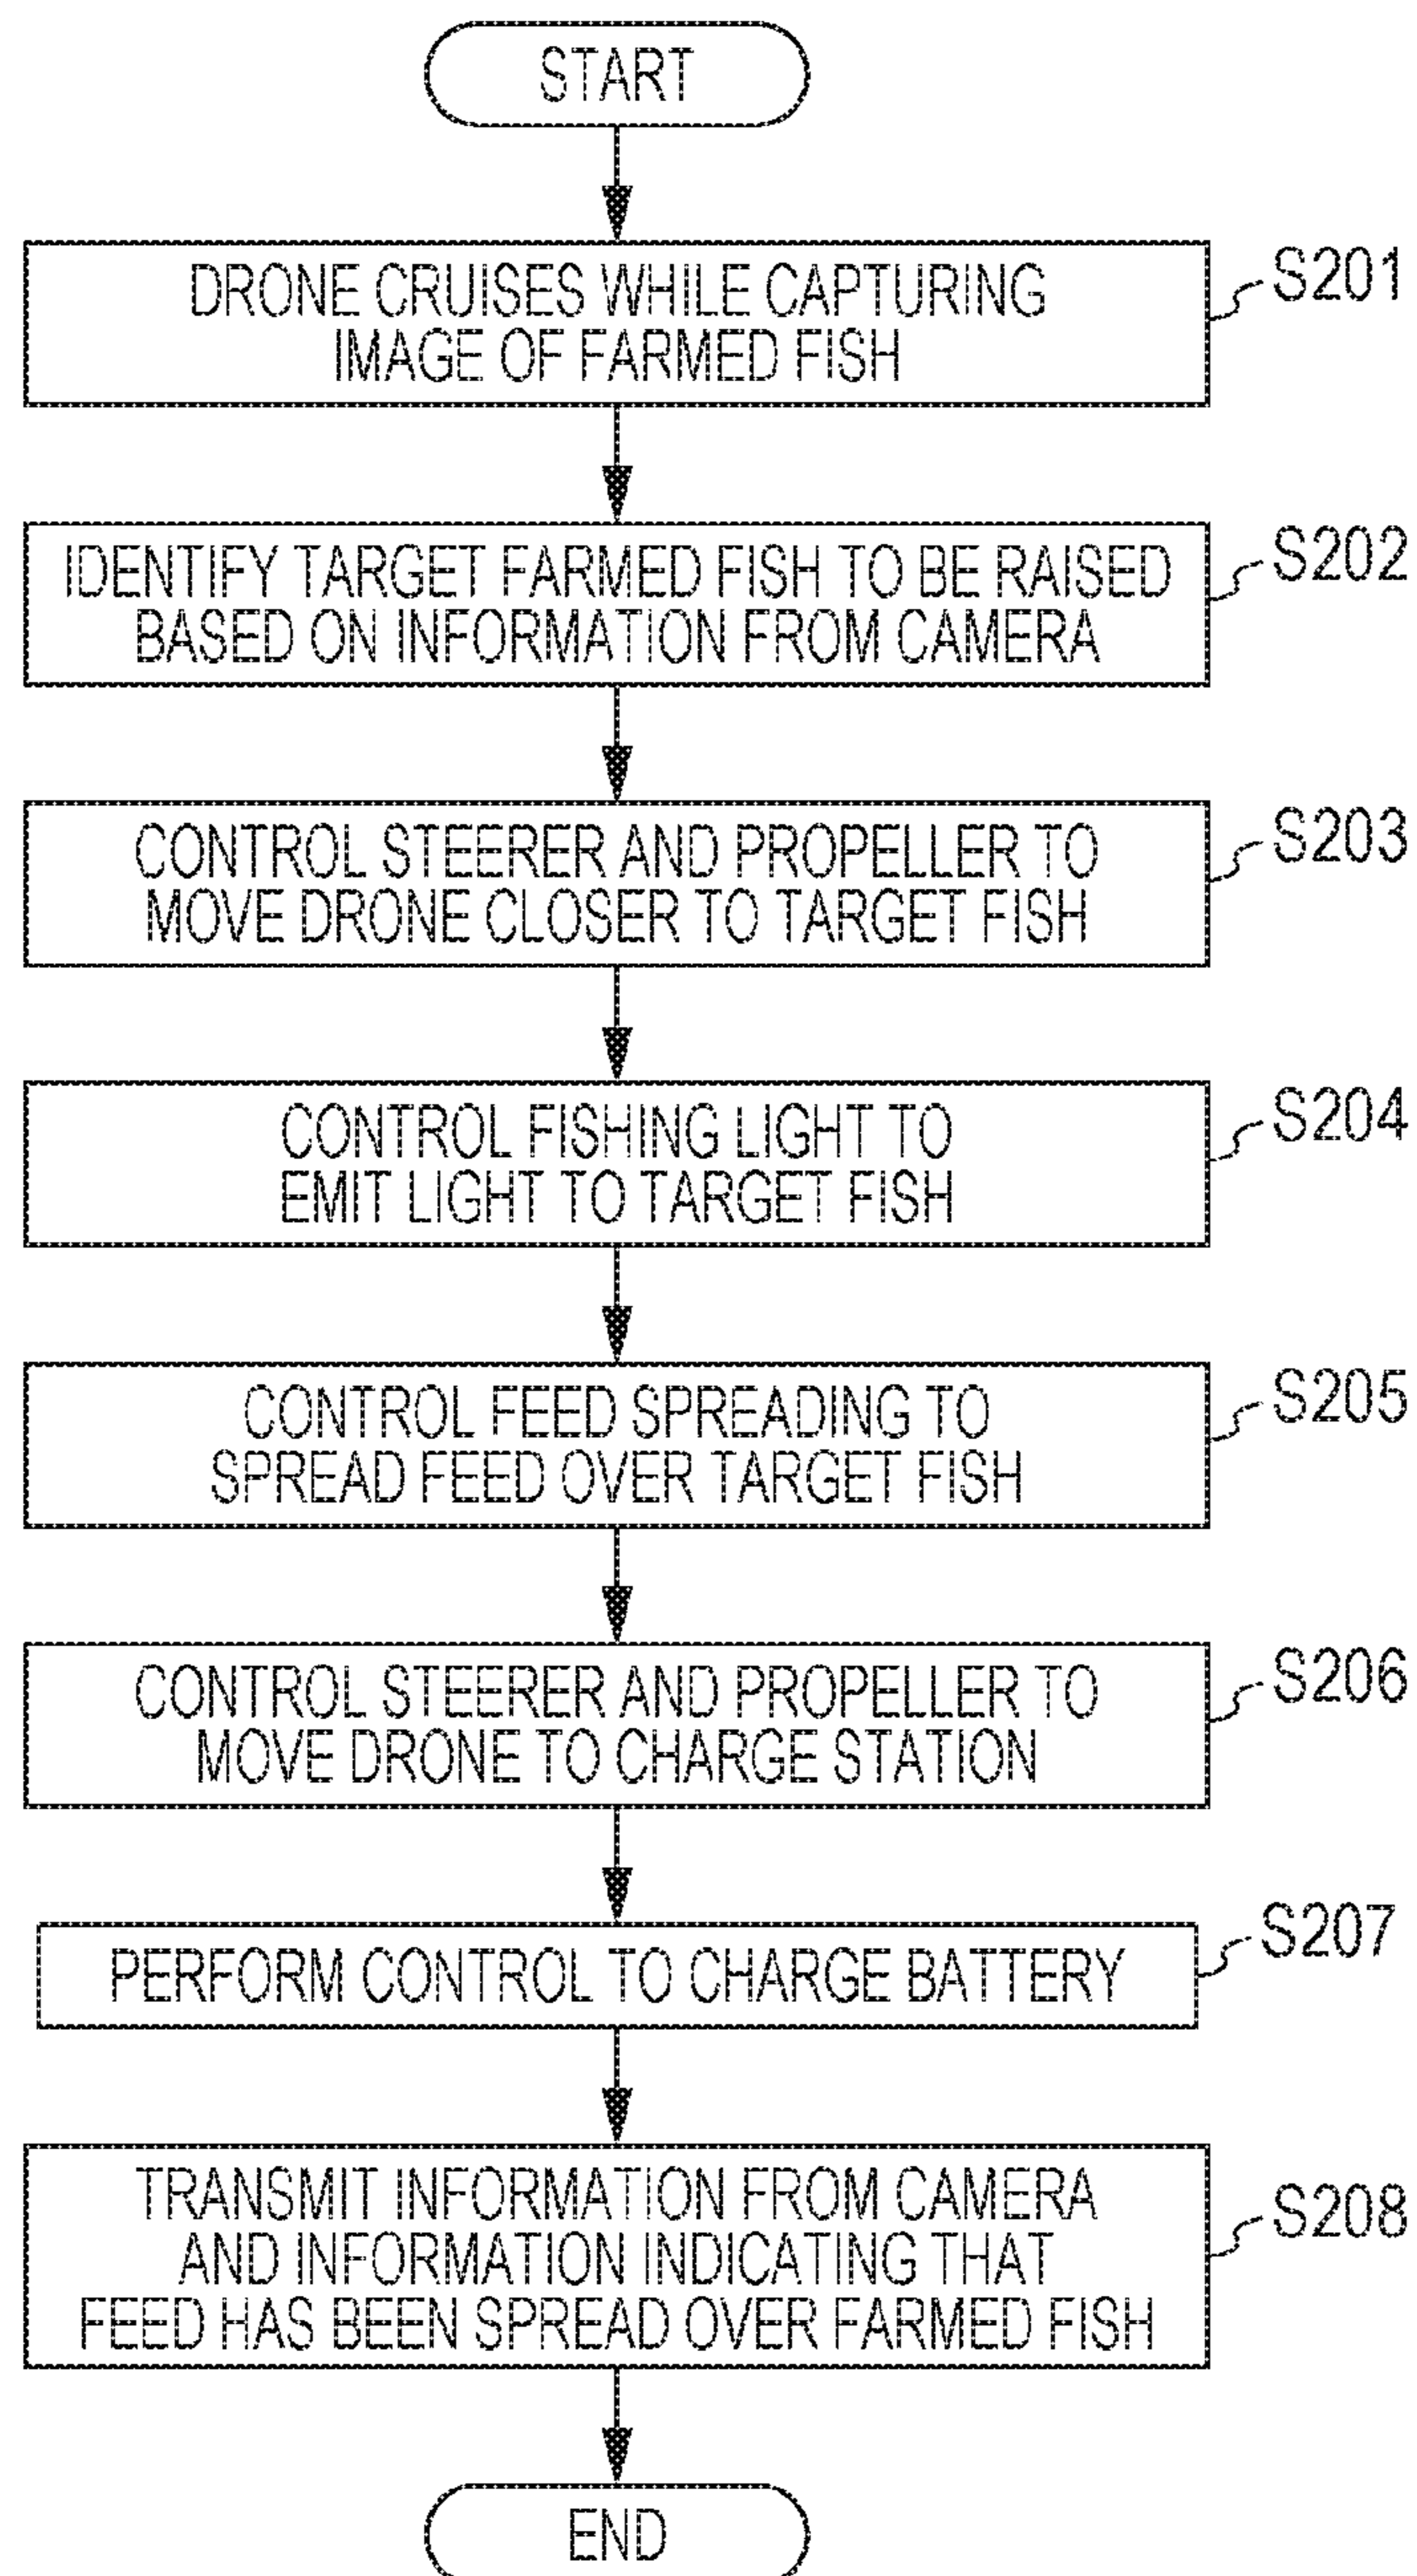 START
DRONE CRUISES WHILE CAPTURING
IMAGE OF FARMED FISH
S201
IDENTIFY TARGET FARMED FISH TO BE RAISED
BASED ON INFORMATION FROM CAMERA
S202
CONTROL STEERER AND PROPELLER TO
MOVE DRONE CLOSER TO TARGET FISH
S203
CONTROL FISHING LIGHT TO
EMIT LIGHT TO TARGET FISH
S204
CONTROL FEED SPREADING TO
SPREAD FEED OVER TARGET FISH
S205
CONTROL STEERER AND PROPELLER TO
MOVE DRONE TO CHARGE STATION
S206
PERFORM CONTROL TO CHARGE BATTERY
S207
TRANSMIT INFORMATION FROM CAMERA
AND INFORMATION INDICATING THAT
FEED HAS BEEN SPREAD OVER FARMED FISH
S208
END